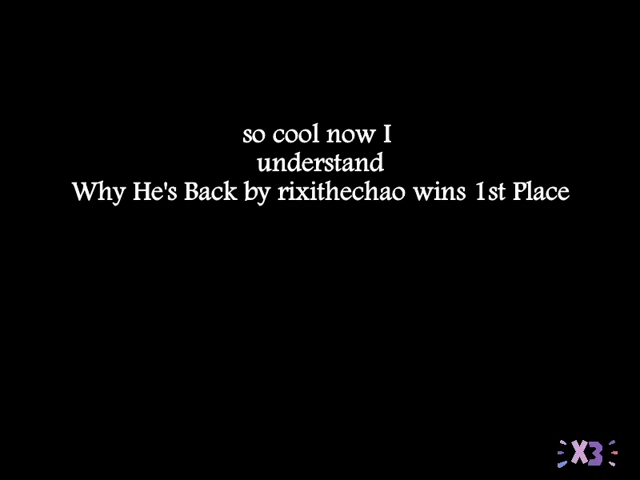 so cool now I
understand
Why He's Back by rixithechao wins 1st Place
X3